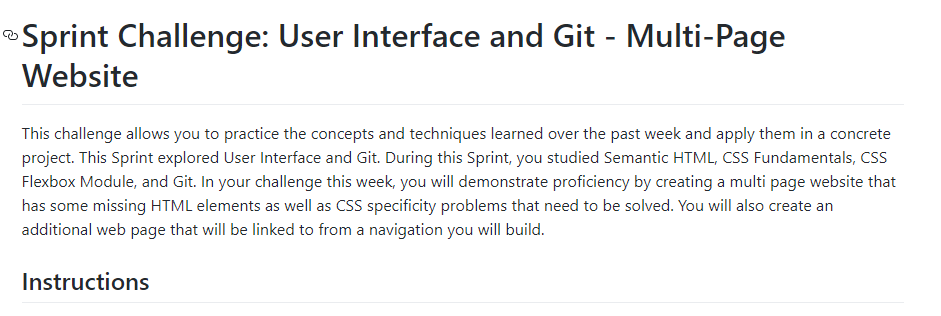 Sprint Challenge: User Interface and Git - Multi-Page
Website
This challenge allows you to practice the concepts and techniques learned over the past week and apply them in a concrete
project. This Sprint explored User Interface and Git. During this Sprint, you studied Semantic HTML, CSS Fundamentals, CSS
Flexbox Module, and Git. In your challenge this week, you will demonstrate proficiency by creating a multi page website that
has some missing HTML elements as well as CSS specificity problems that need to be solved. You will also create an
additional web page that will be linked to from a navigation you will build.
Instructions